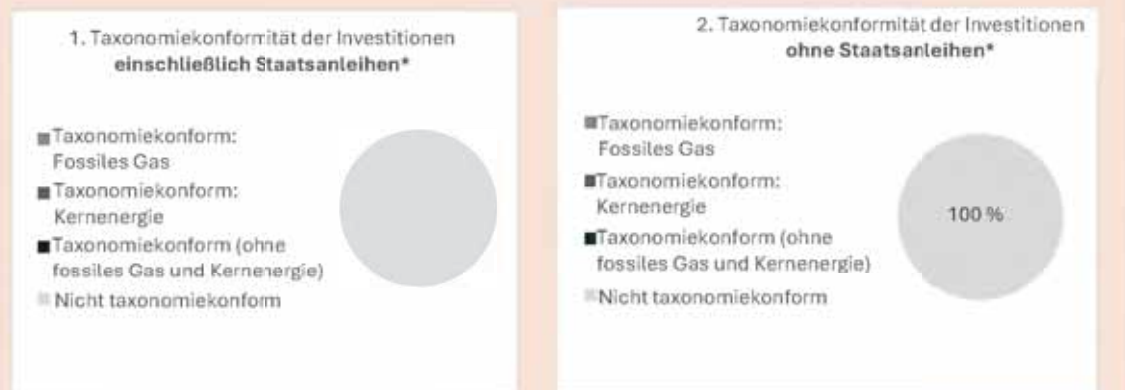 1. Taxonomiekonformität der Investitionen
einschließlich Staatsanleihen*
Taxonomiekonform:
Fossiles Gas
Taxonomiekonform:
Kernenergie
Taxonomiekonform (ohne
fossiles Gas und Kernenergie)
Nicht taxonomiekonform
2. Taxonomiekonformität der Investitionen
ohne Staatsanleihen*
Taxonomiekonform:
Fossiles Gas
Taxonomiekonform:
Kernenergie
Taxonomiekonform (ohne
fossiles Gas und Kernenergie)
Nicht taxonomiekonform
100 %